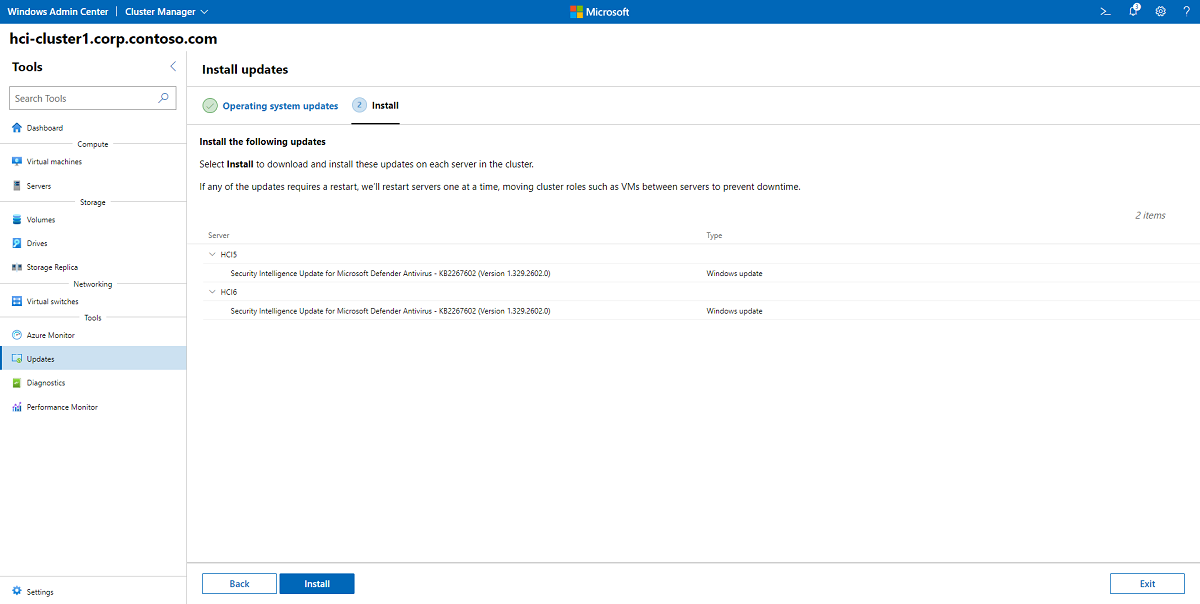 Windows Admin Center | Cluster Manager
Microsoft
3
?
hci-cluster1.corp.contoso.com
Tools
Search Tools
Dashboard
Compute
Virtual machines
Servers
Storage
Volumes
Drives
Storage Replica
Networking
Virtual switches
Tools
Azure Monitor
Updates
Diagnostics
Performance Monitor
Settings
Install updates
Operating system updates
2 Install
Install the following updates
Select Install to download and install these updates on each server in the cluster.
If any of the updates requires a restart, we'll restart servers one at a time, moving cluster roles such as VMs between servers to prevent downtime.
2 items
Server Type
HCI5
Security Intelligence Update for Microsoft Defender Antivirus - KB2267602 (Version 1.329.2602.0) Windows update
HCI6
Security Intelligence Update for Microsoft Defender Antivirus - KB2267602 (Version 1.329.2602.0) Windows update
Back Install Exit